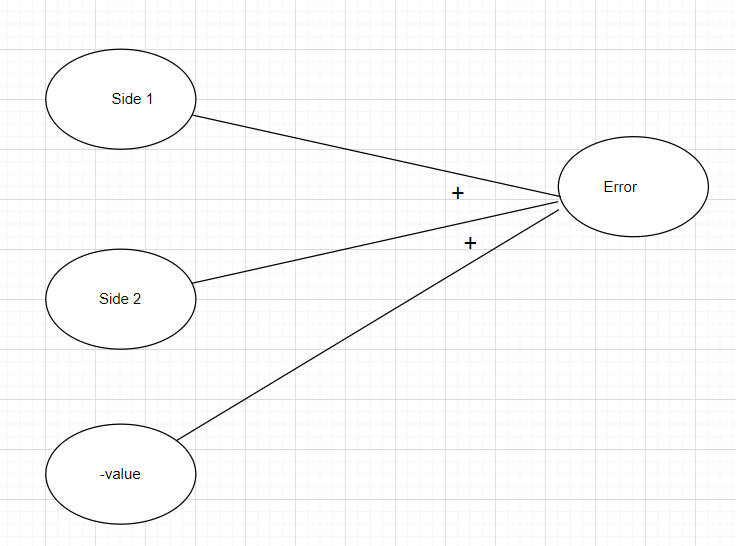 Side 1
Error
+
Side 2
+
-value